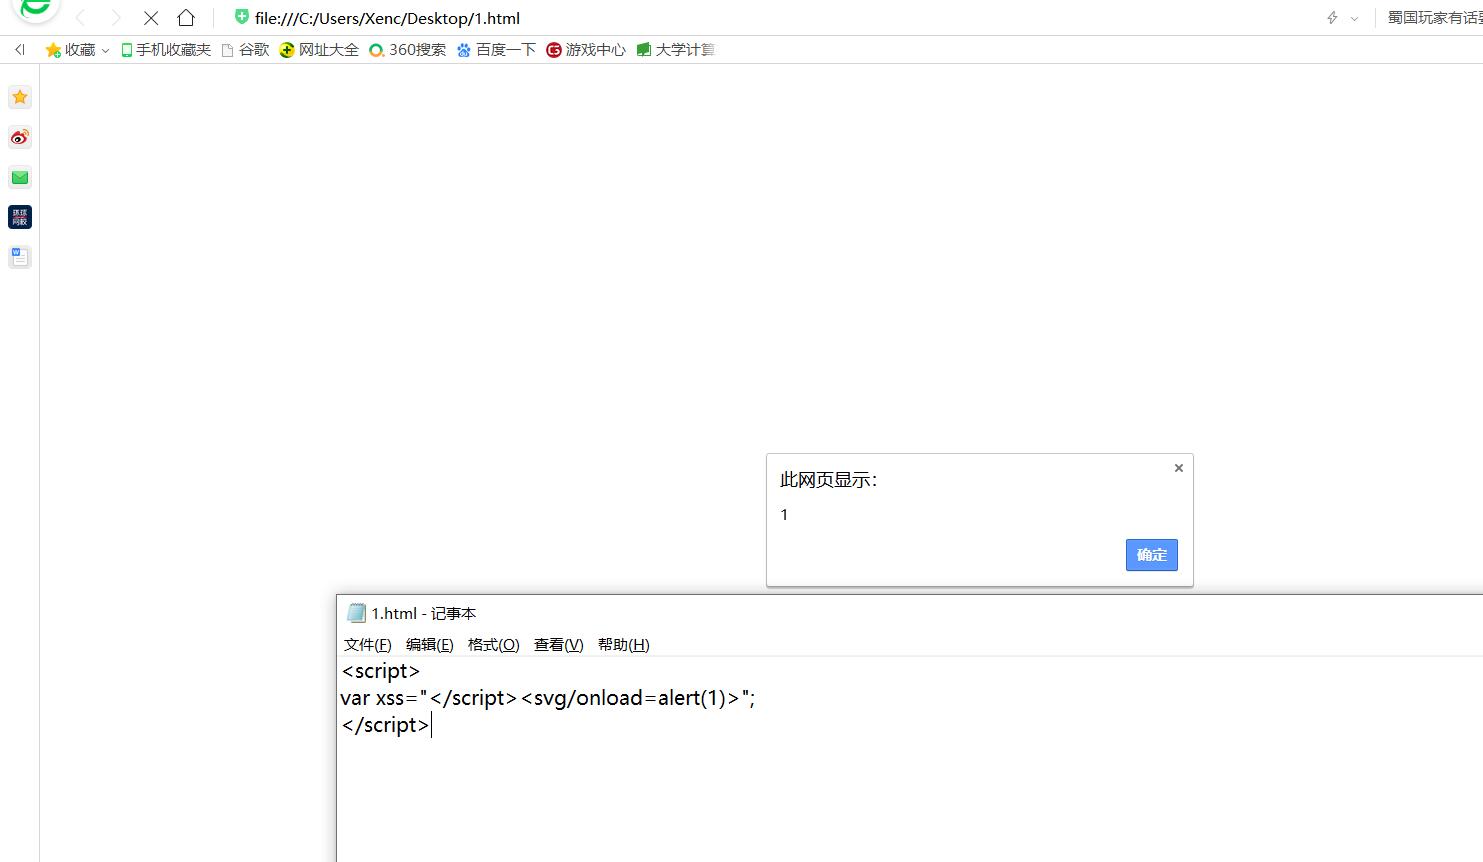 file:///C:/Users/Xenc/Desktop/1.html
蜀国玩家有话要
收藏 手机收藏夹 谷歌 网址大全 360搜索 百度一下 游戏中心 大学计算
此网页显示：
1
确定
1.html - 记事本
文件(F) 编辑(E) 格式(O) 查看(V) 帮助(H)
<script>
var xss="</script><svg/onload=alert(1)>";
</script>